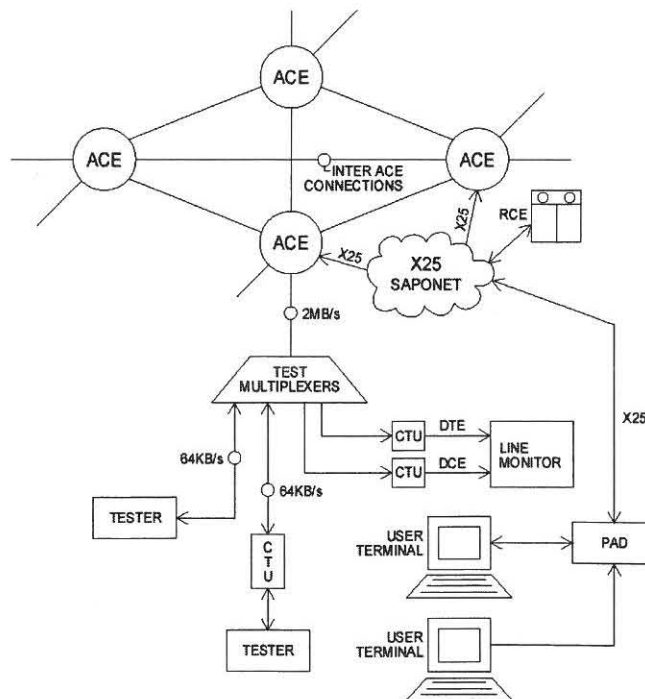 ACE
ACE
ACE
INTER ACE
CONNECTIONS
RCE
ACE
X25
X25
X25
SAPONET
2MB/s
TEST
MULTIPLEXERS
X25
CTU
DTE
LINE
MONITOR
CTU
DCE
64KB/s
64KB/s
TESTER
CTU
USER
TERMINAL
PAD
TESTER
USER
TERMINAL